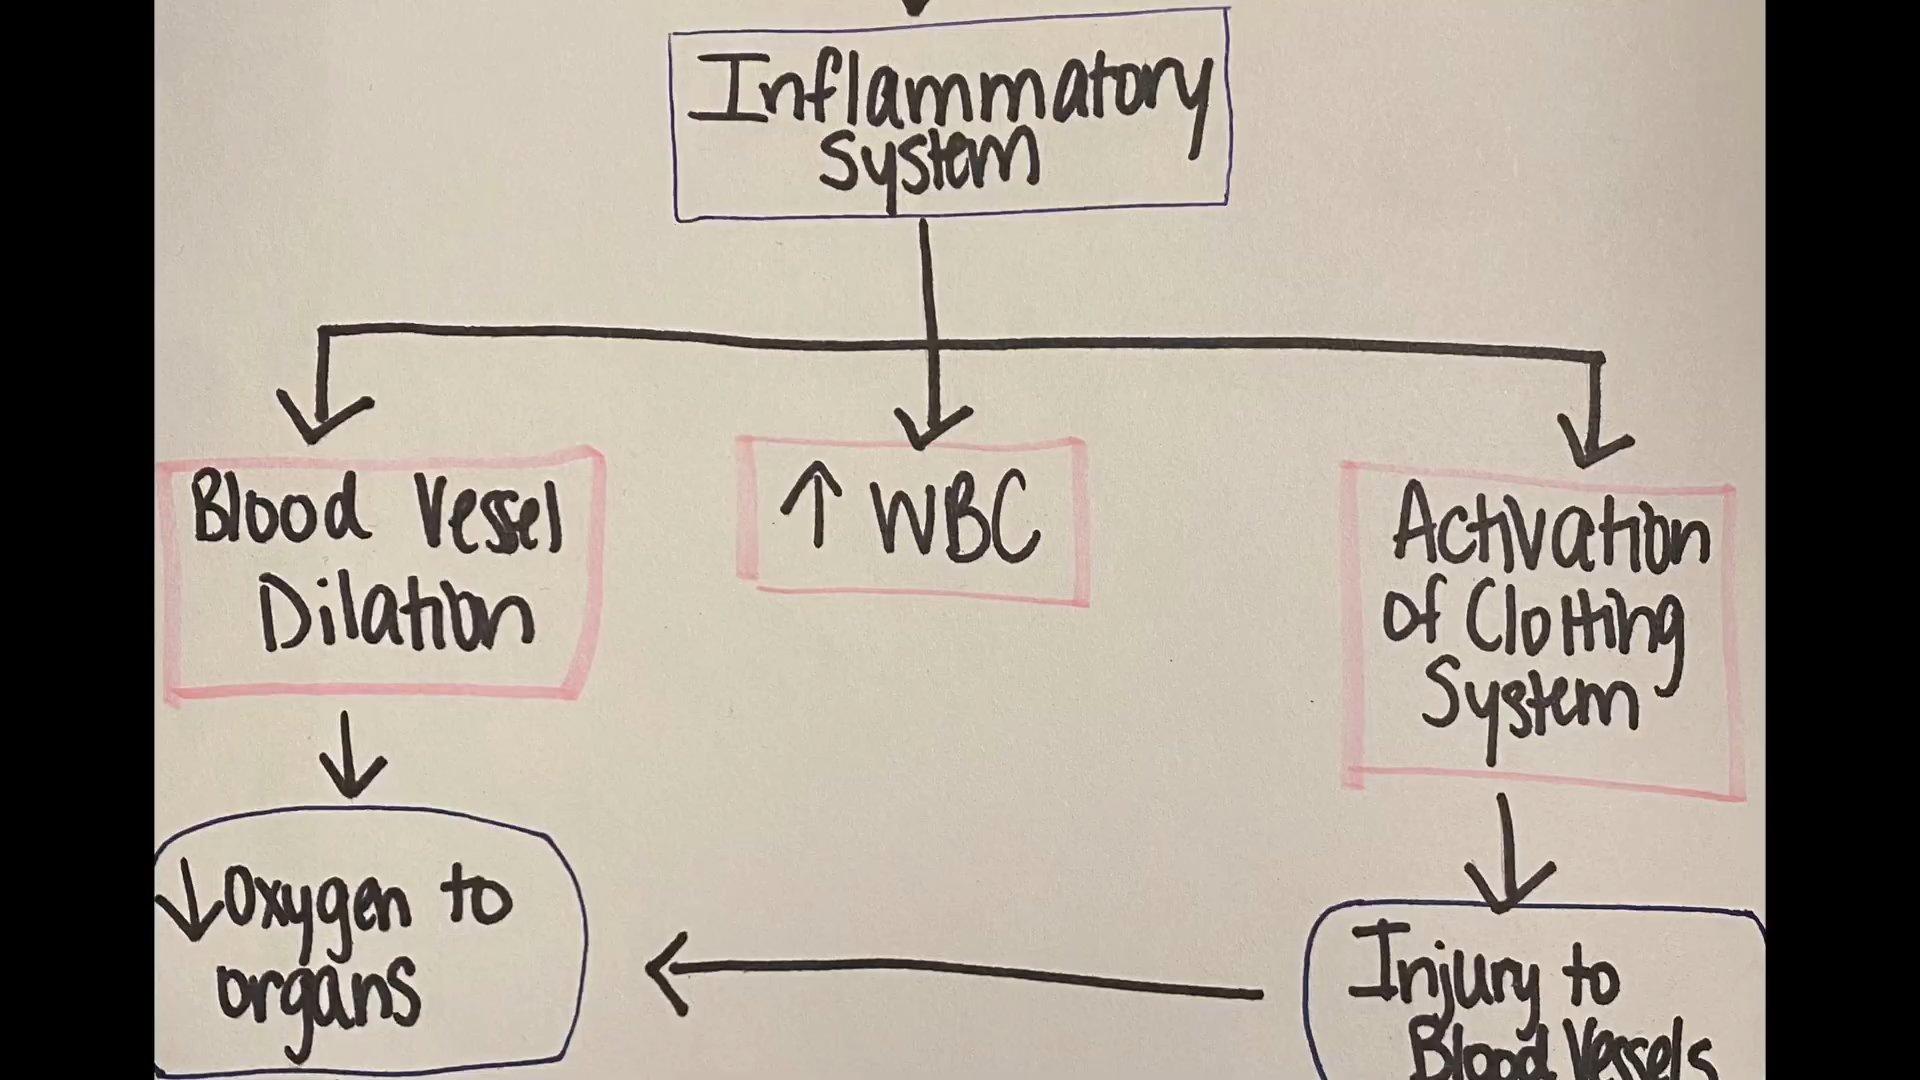 Inflammatory
System
Blood Vessel
Dilation
↑ WBC
Activation
of Clotting
System
↓ Oxygen to
organs
Injury to
Blood Vessels